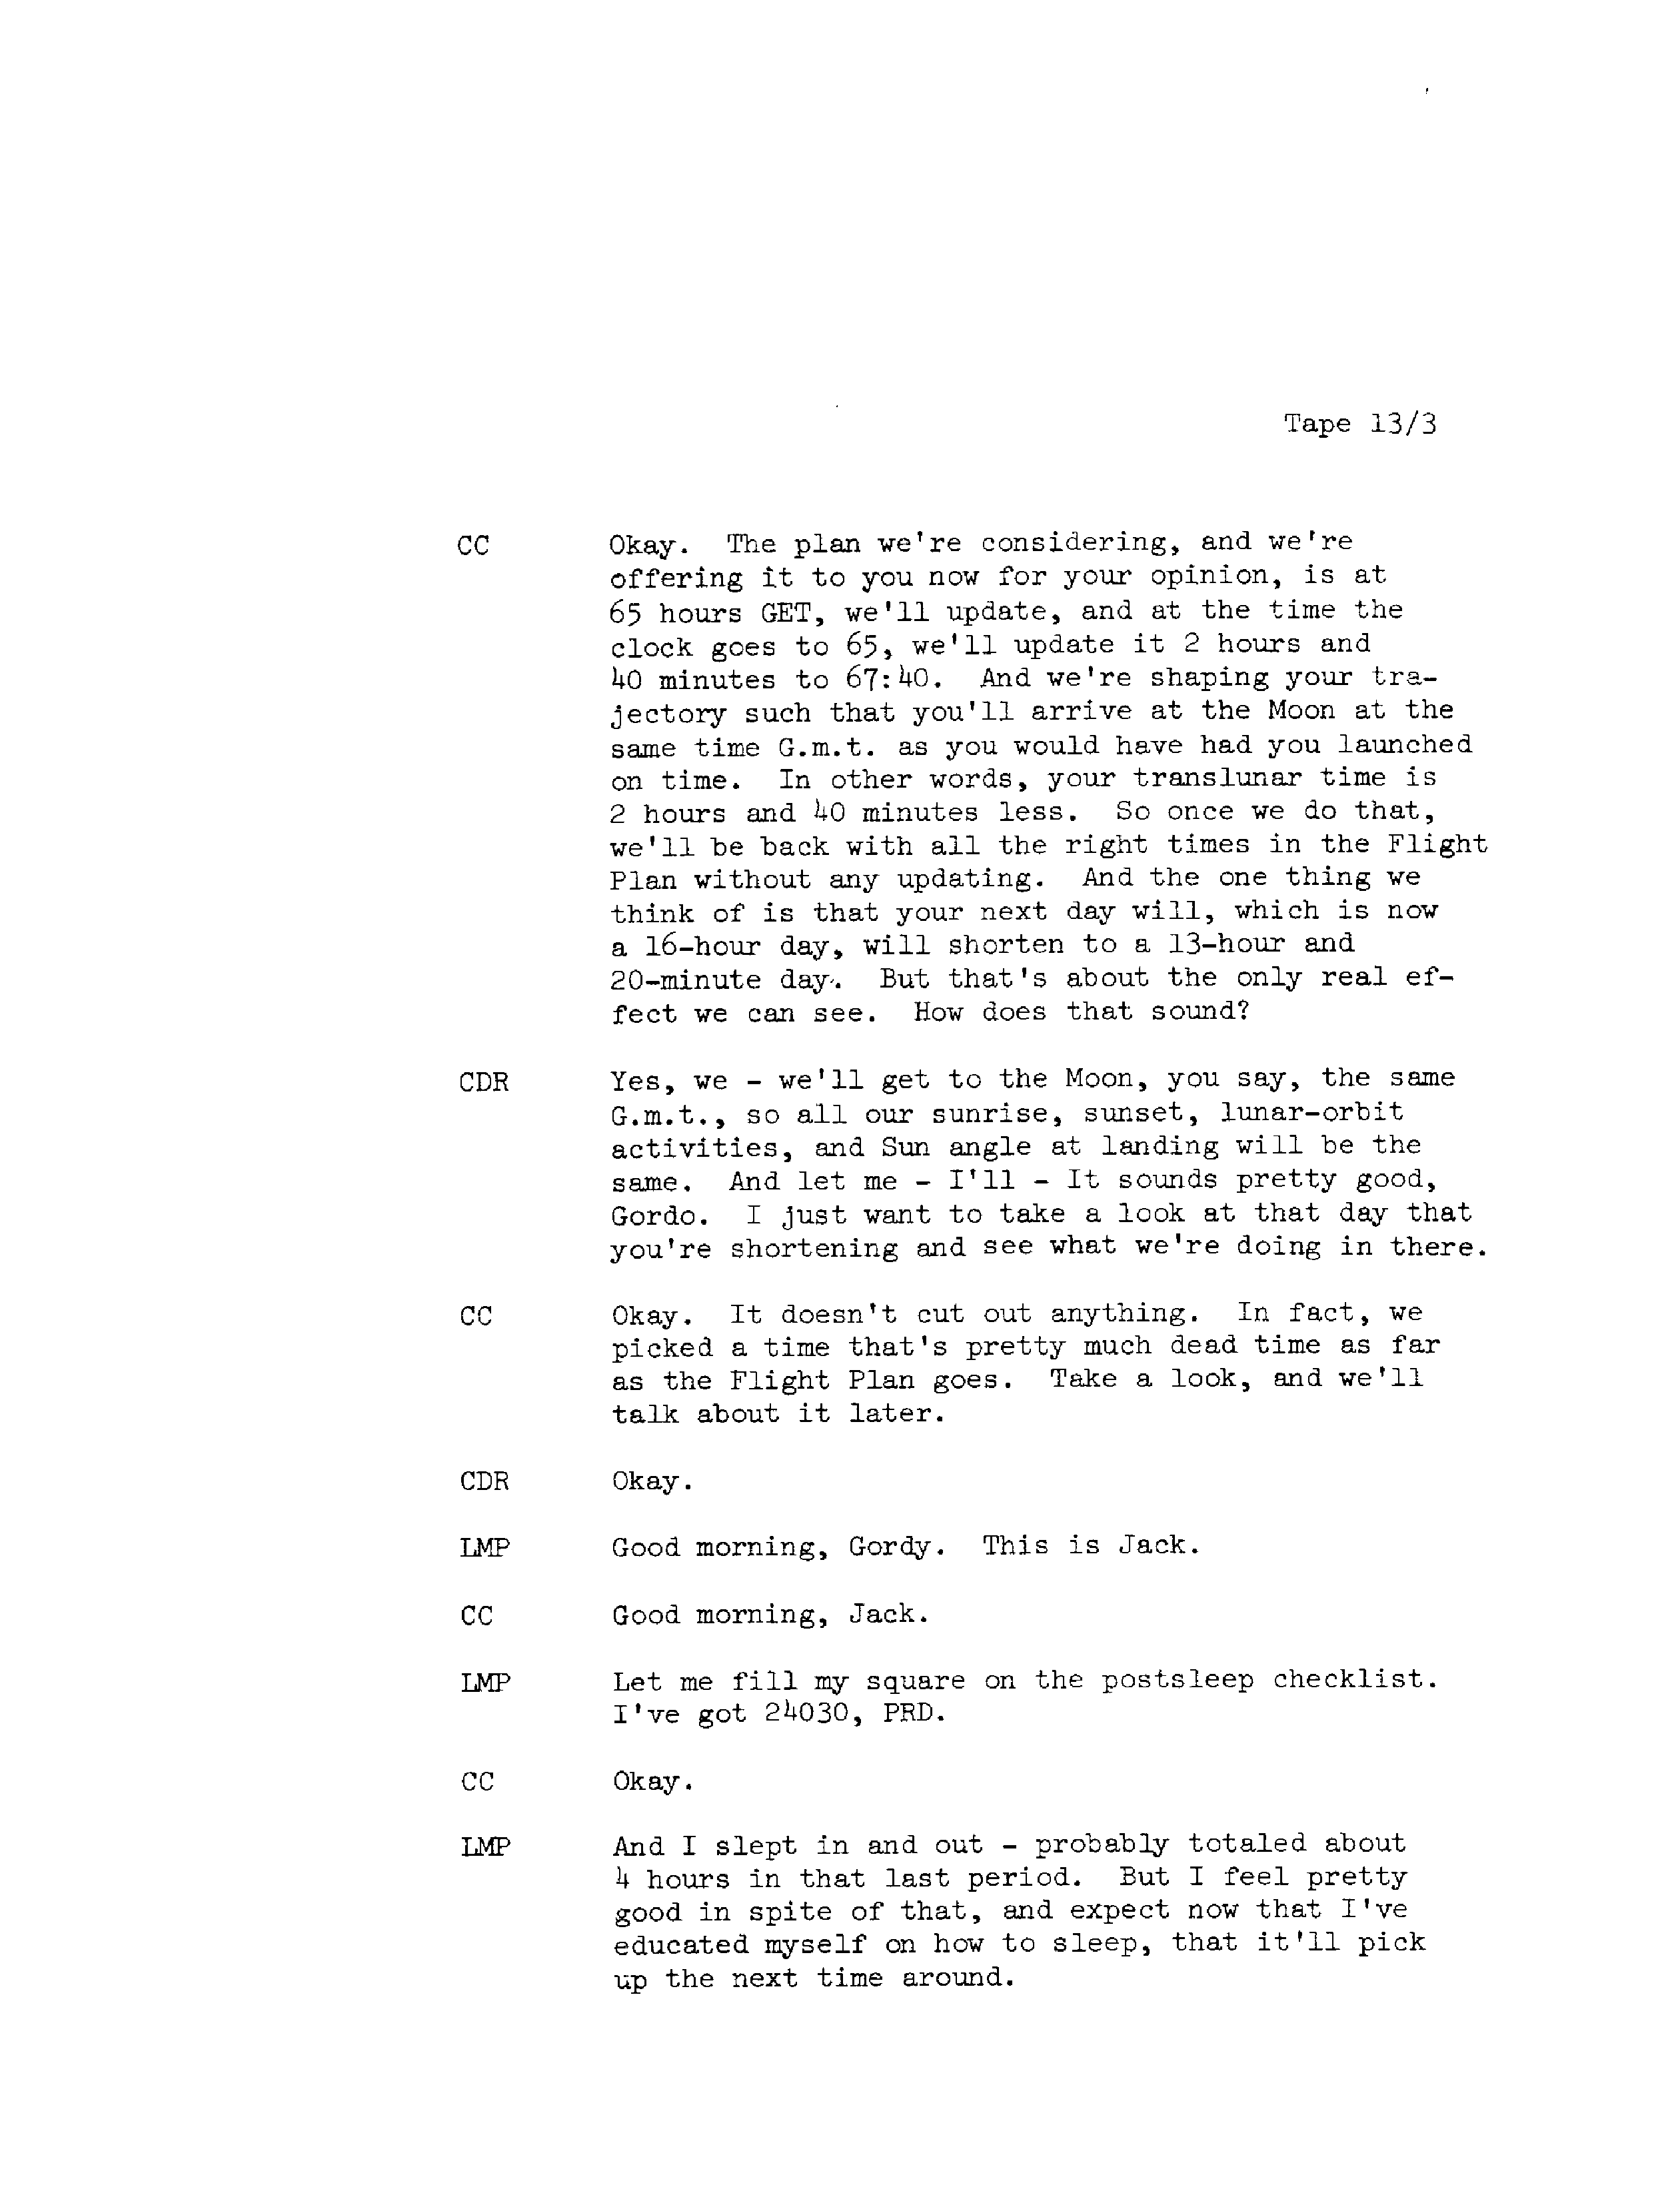 Tape 13/3
CC Okay. The plan we're considering, and we're
offering it to you now for your opinion, is at
65 hours GET, we'll update, and at the time the
clock goes to 65, we'll update it 2 hours and
40 minutes to 67:40. And we're shaping your tra-
jectory such that you'll arrive at the Moon at the
same time G.m.t. as you would have had you launched
on time. In other words, your translunar time is
2 hours and 40 minutes less. So once we do that,
we'll be back with all the right times in the Flight
Plan without any updating. And the one thing we
think of is that your next day will, which is now
a 16-hour day, will shorten to a 13-hour and
20-minute day. But that's about the only real ef-
fect we can see. How does that sound?
CDR Yes, we - we'll get to the Moon, you say, the same
G.m.t., so all our sunrise, sunset, lunar-orbit
activities, and Sun angle at landing will be the
same. And let me - I'll - It sounds pretty good,
Gordo. I just want to take a look at that day that
you're shortening and see what we're doing in there.
CC Okay. It doesn't cut out anything. In fact, we
picked a time that's pretty much dead time as far
as the Flight Plan goes. Take a look, and we'll
talk about it later.
CDR Okay.
LMP Good morning, Gordy. This is Jack.
CC Good morning, Jack.
LMP Let me fill my square on the postsleep checklist.
I've got 24030, PRD.
CC Okay.
LMP And I slept in and out - probably totaled about
4 hours in that last period. But I feel pretty
good in spite of that, and expect now that I've
educated myself on how to sleep, that it'll pick
up the next time around.